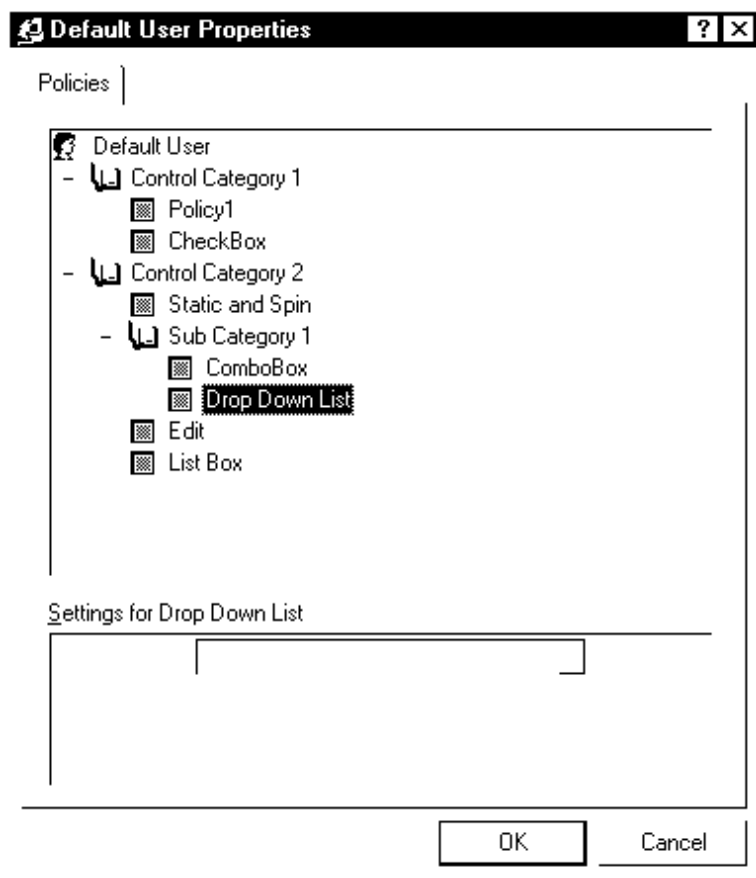 Default User Properties
Policies
Default User
Control Category 1
Policy1
CheckBox
Control Category 2
Static and Spin
Sub Category 1
ComboBox
Drop Down List
Edit
List Box
Settings for Drop Down List
OK Cancel